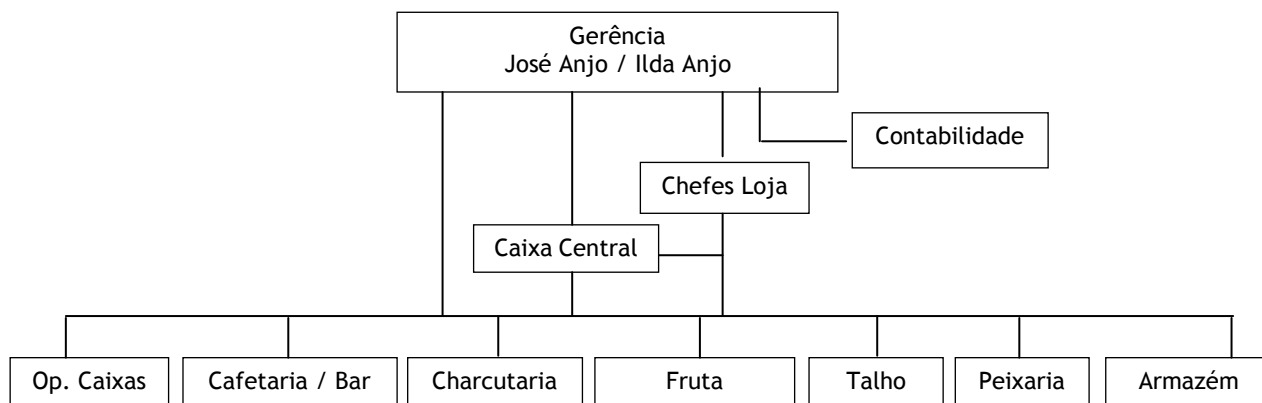 Gerência
José Anjo / Ilda Anjo
Contabilidade
Chefes Loja
Caixa Central
Op. Caixas
Cafetaria / Bar
Charcutaria
Fruta
Talho
Peixaria
Armazém